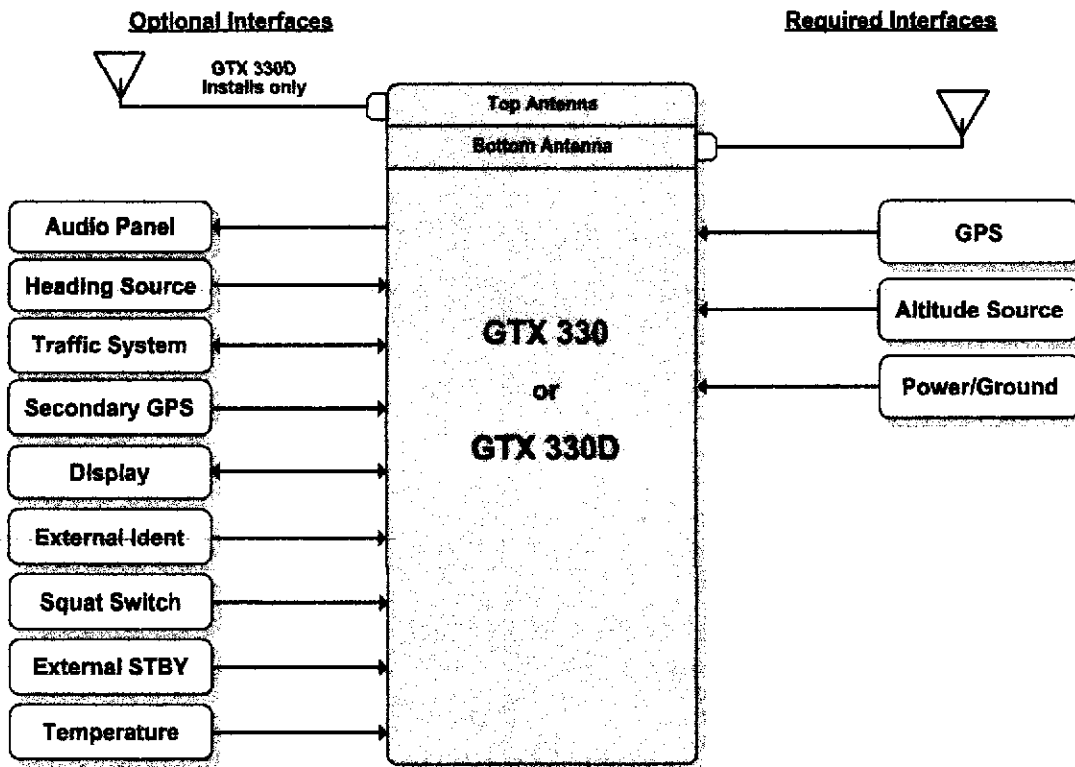 Optional Interfaces
Required Interfaces
GTX 330D
Installs only
Top Antenna
Bottom Antenna
Audio Panel
Heading Source
Traffic System
Secondary GPS
Display
External Ident
Squat Switch
External STBY
Temperature
GTX 330
or
GTX 330D
GPS
Altitude Source
Power/Ground